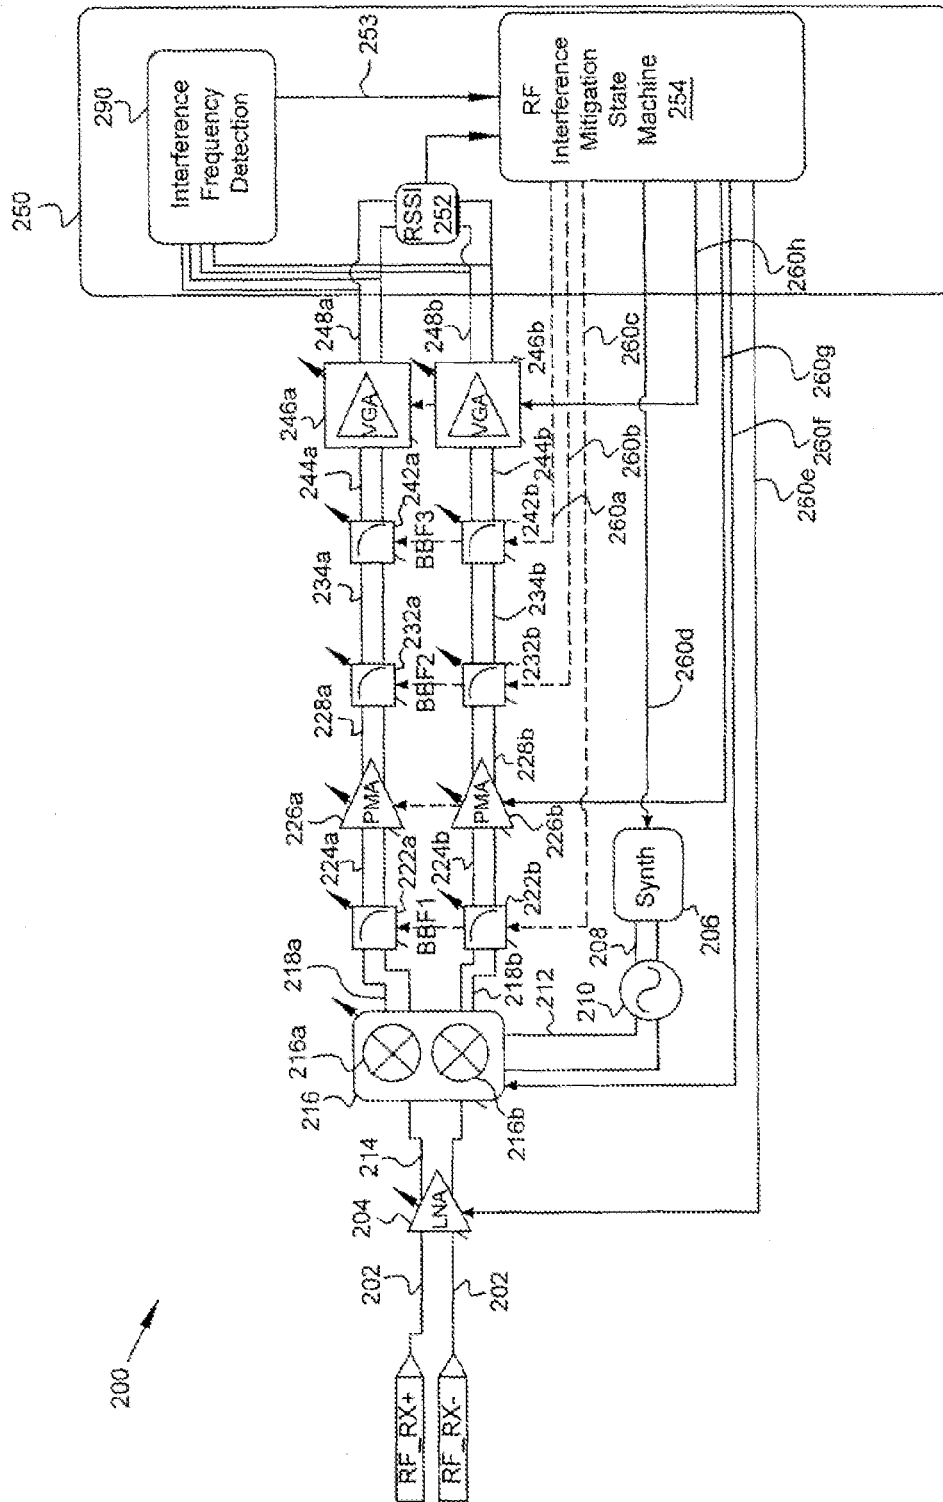 200
RF_RX+
RF_RX-
202
202
204
LNA
214
216
216a
216b
218a
218b
212
210
208
206
Synth
BBF1
222a
222b
224a
224b
226a
PMA
PMA
226b
228a
228b
BBF2
232a
232b
234a
234b
BBF3
242a
242b
244a
244b
246a
VGA
VGA
246b
248a
248b
250
290
Interference
Frequency
Detection
RSSI
252
253
RF
Interference
Mitigation
State
Machine
254
260a
260b
260c
260d
260e
260f
260g
260h